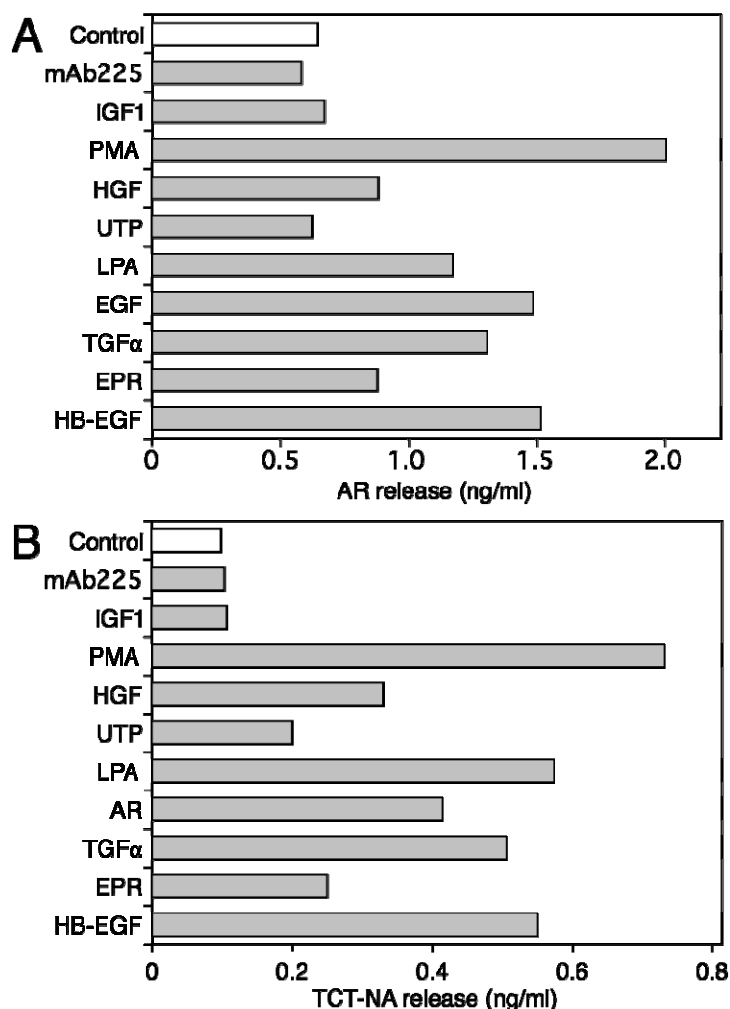 A
Control
mAb225
IGF1
PMA
HGF
UTP
LPA
EGF
TGFα
EPR
HB-EGF
0 0.5 1.0 1.5 2.0
AR release (ng/ml)
B
Control
mAb225
IGF1
PMA
HGF
UTP
LPA
AR
TGFα
EPR
HB-EGF
0 0.2 0.4 0.6 0.8
TCT-NA release (ng/ml)